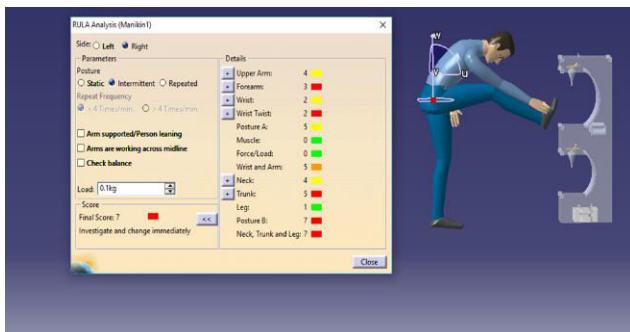 RULA Analysis (Manikin1)
Side: Left Right
Parameters
Posture
Static Intermittent Repeated
Repeat Frequency
< 4 Times/min. > 4 Times/min.
Arm supported/Person leaning
Arms are working across midline
Check balance
Load: 0.1kg
Score
Final Score: 7
<<
Investigate and change immediately
Details
+ Upper Arm: 4
+ Forearm: 3
+ Wrist: 2
+ Wrist Twist: 2
Posture A: 5
Muscle: 0
Force/Load: 0
Wrist and Arm: 5
+ Neck: 4
+ Trunk: 5
Leg: 1
Posture B: 7
Neck, Trunk and Leg: 7
Close
W
V
U